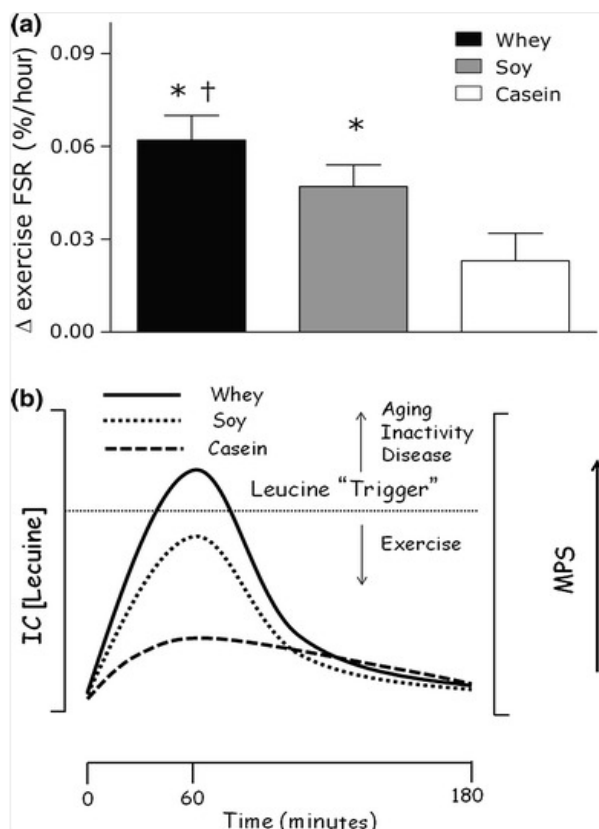 (a)
Δ exercise FSR (%/hour)
0.09
0.06
0.03
0.00
* †
*
Whey
Soy
Casein
(b)
Whey
Soy
Casein
Aging
Inactivity
Disease
Leucine “Trigger”
Exercise
IC [Lecuine]
MPS
0
60
180
Time (minutes)